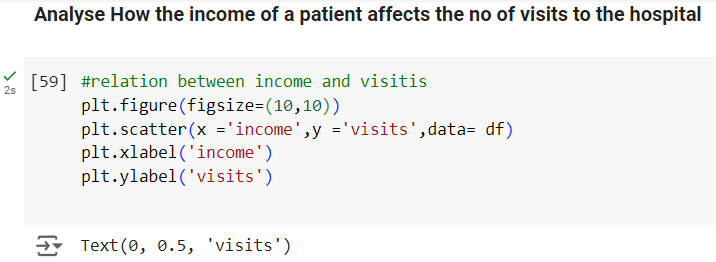 Analyse How the income of a patient affects the no of visits to the hospital
[59] #relation between income and visitis
plt.figure(figsize=(10,10))
plt.scatter(x ='income',y ='visits',data= df)
plt.xlabel('income')
plt.ylabel('visits')
2s
Text(0, 0.5, 'visits')